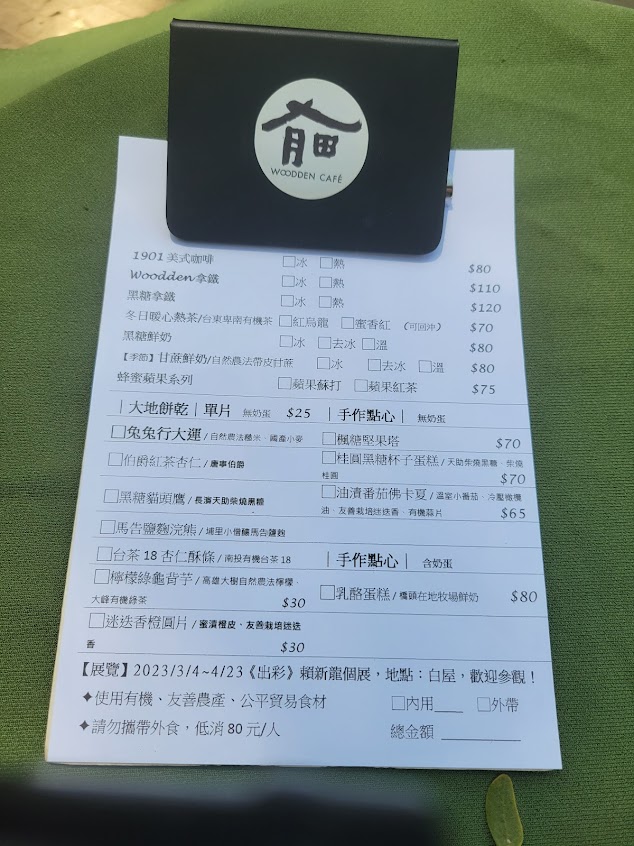 WOODDEN CAFÉ
1901 美式咖啡 □冰 □熱 $80
Woodden拿鐵 □冰 □熱 $110
黑糖拿鐵 □冰 □熱 $120
冬日暖心熱茶/台東卑南有機茶 □紅烏龍 □蜜香紅 (可回沖) $70
黑糖鮮奶 □冰 □去冰 □溫 $80
【季節】甘蔗鮮奶/自然農法帶皮甘蔗 □冰 □去冰 □溫 $80
蜂蜜蘋果系列 □蘋果蘇打 □蘋果紅茶 $75
｜大地餅乾｜單片 無奶蛋 $25 ｜手作點心｜ 無奶蛋
□兔兔行大運/自然農法糙米、國產小麥 □楓糖堅果塔 $70
□伯爵紅茶杏仁/唐寧伯爵 □桂圓黑糖杯子蛋糕/天助柴燒黑糖、柴燒
桂圓 $70
□黑糖貓頭鷹/長濱天助柴燒黑糖 □油漬番茄佛卡夏/溫室小番茄、冷壓橄欖
油、友善栽培迷迭香、有機蒜片 $65
□馬告鹽麴浣熊/埔里小惜釀馬告鹽麴
□台茶 18 杏仁酥條/南投有機台茶 18 ｜手作點心｜ 含奶蛋
□檸檬綠龜背芋/高雄大樹自然農法檸檬、
大峰有機綠茶 $30 □乳酪蛋糕/橋頭在地牧場鮮奶 $80
□迷迭香橙圓片/蜜漬橙皮、友善栽培迷迭
香 $30
【展覽】2023/3/4~4/23《出彩》賴新龍個展，地點：白屋，歡迎參觀！
✦使用有機、友善農產、公平貿易食材 □內用____ □外帶
✦請勿攜帶外食，低消 80 元/人 總金額 __________